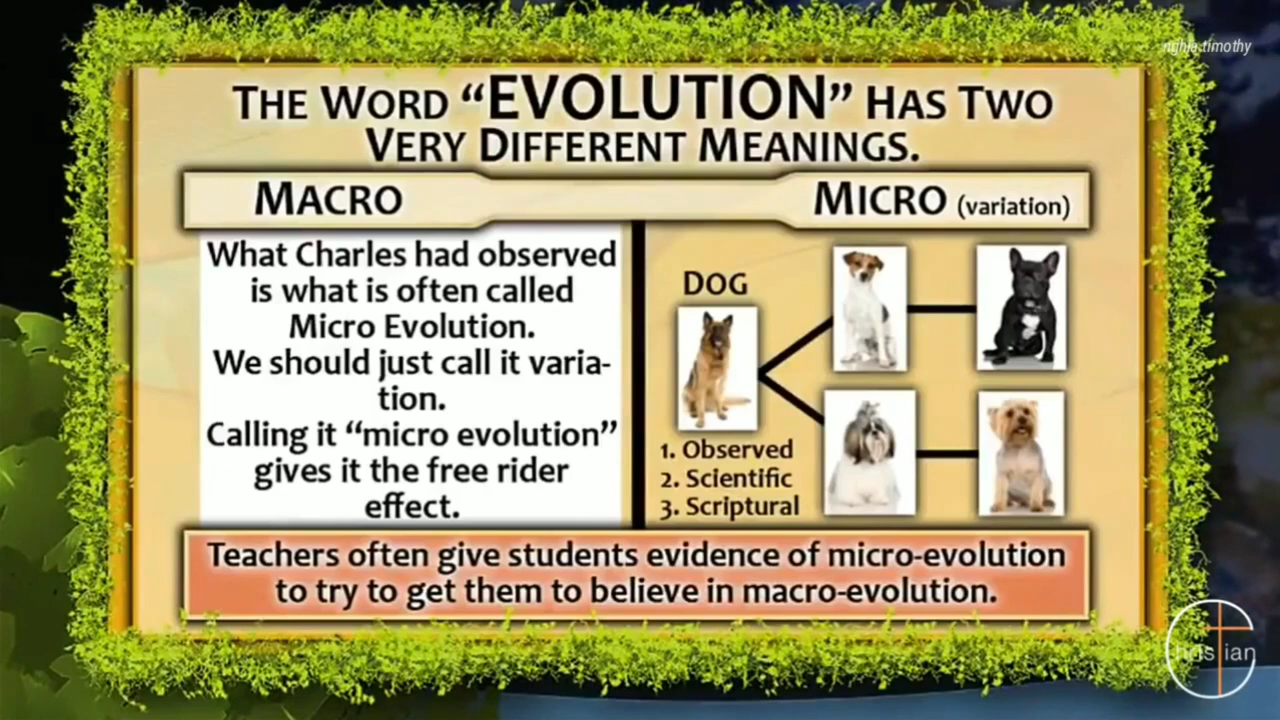 nghia.timothy
THE WORD “EVOLUTION” HAS TWO
VERY DIFFERENT MEANINGS.
MACRO
MICRO (variation)
What Charles had observed
is what is often called
Micro Evolution.
We should just call it varia-
tion.
Calling it “micro evolution”
gives it the free rider
effect.
DOG
1. Observed
2. Scientific
3. Scriptural
Teachers often give students evidence of micro-evolution
to try to get them to believe in macro-evolution.
Christian